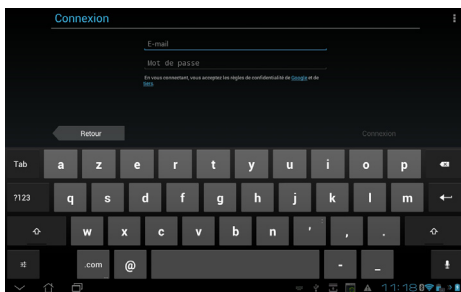 Connexion
E-mail
Mot de passe
En vous connectant, vous acceptez les règles de confidentialité de Google et de
tiers.
Retour
Connexion
Tab a z e r t y u i o p
?123 q s d f g h j k l m
w x c v b n ' , .
.com @ - _
11:18